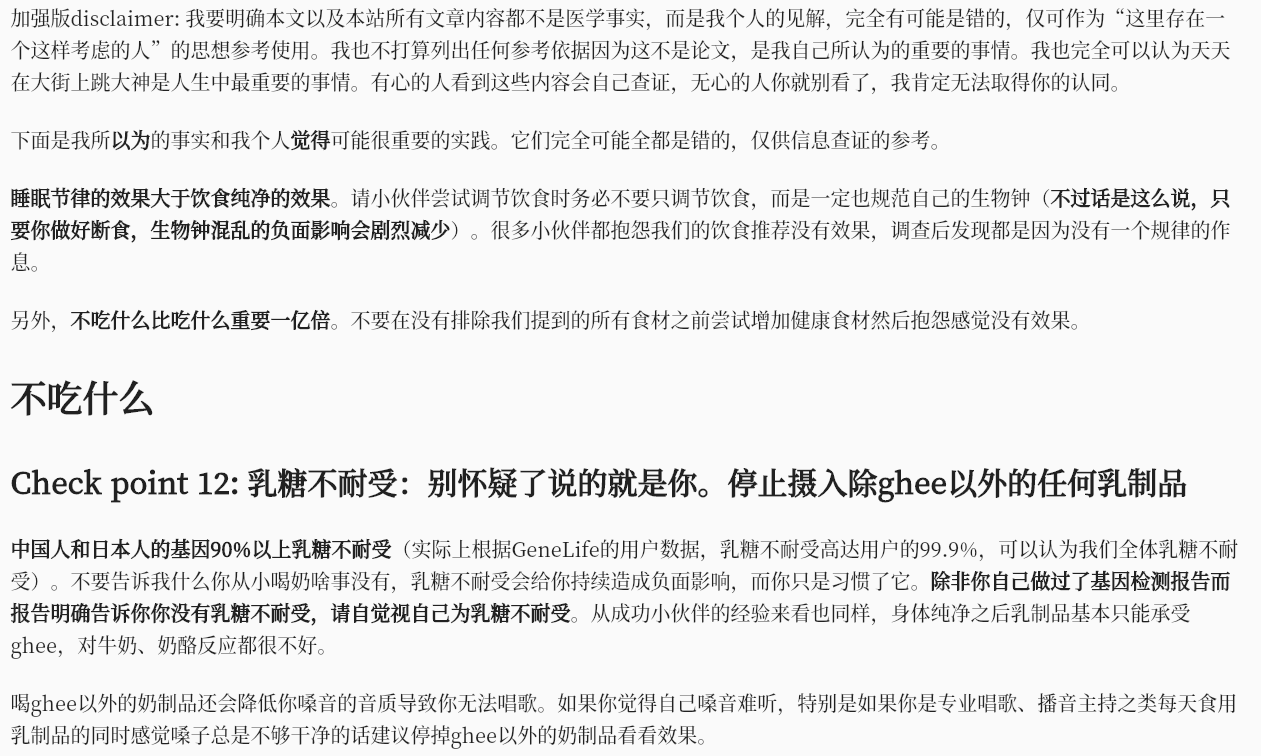 加强版disclaimer: 我要明确本文以及本站所有文章内容都不是医学事实，而是我个人的见解，完全有可能是错的，仅可作为“这里存在一
个这样考虑的人”的思想参考使用。我也不打算列出任何参考依据因为这不是论文，是我自己所认为的重要的事情。我也完全可以认为天天
在大街上跳大神是人生中最重要的事情。有心的人看到这些内容会自己查证，无心的人你就别看了，我肯定无法取得你的认同。
下面是我所以为的事实和我个人觉得可能很重要的实践。它们完全可能全都是错的，仅供信息查证的参考。
睡眠节律的效果大于饮食纯净的效果。请小伙伴尝试调节饮食时务必不要只调节饮食，而是一定也规范自己的生物钟（不过话是这么说，只
要你做好断食，生物钟混乱的负面影响会剧烈减少）。很多小伙伴都抱怨我们的饮食推荐没有效果，调查后发现都是因为没有一个规律的作
息。
另外，不吃什么比吃什么重要一亿倍。不要在没有排除我们提到的所有食材之前尝试增加健康食材然后抱怨感觉没有效果。
不吃什么
Check point 12: 乳糖不耐受：别怀疑了说的就是你。停止摄入除ghee以外的任何乳制品
中国人和日本人的基因90%以上乳糖不耐受（实际上根据GeneLife的用户数据，乳糖不耐受高达用户的99.9%，可以认为我们全体乳糖不耐
受）。不要告诉我什么你从小喝奶啥事没有，乳糖不耐受会给你持续造成负面影响，而你只是习惯了它。除非你自己做过了基因检测报告而
报告明确告诉你你没有乳糖不耐受，请自觉视自己为乳糖不耐受。从成功小伙伴的经验来看也同样，身体纯净之后乳制品基本只能承受
ghee，对牛奶、奶酪反应都很不好。
喝ghee以外的奶制品还会降低你嗓音的音质导致你无法唱歌。如果你觉得自己嗓音难听，特别是如果你是专业唱歌、播音主持之类每天食用
乳制品的同时感觉嗓子总是不够干净的话建议停掉ghee以外的奶制品看看效果。